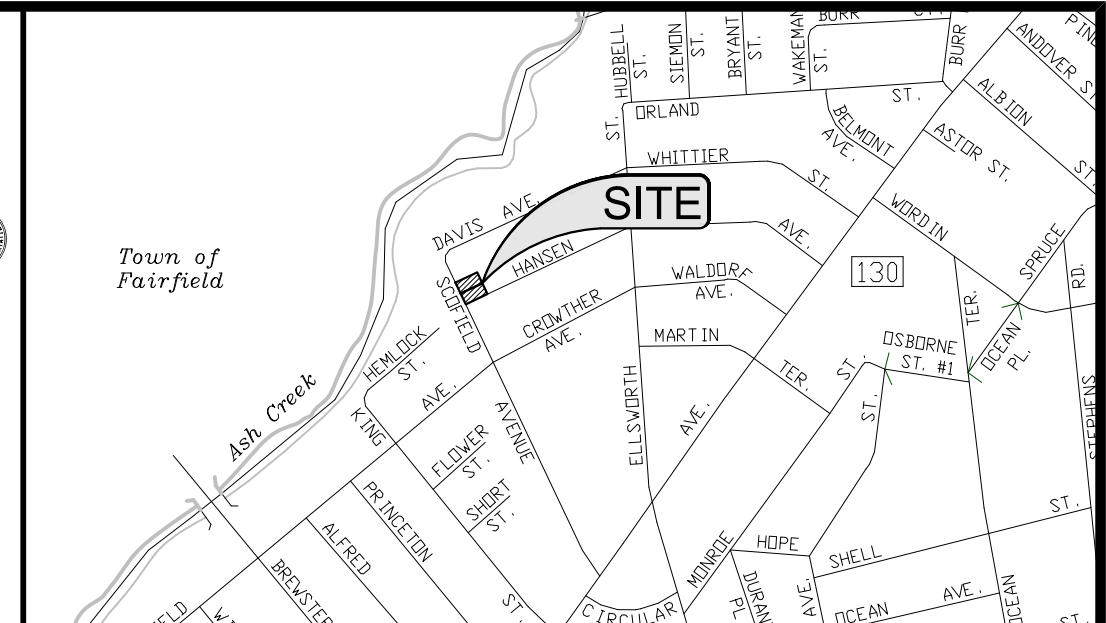 BURR
HUBBELL
ST.
SIEMON
ST.
BRYANT
ST.
WAKEMAN
ST.
BURR
ANDOVER ST
ALBION
ST.
ASTOR ST.
ST.
ORLAND
ST.
BELMONT
AVE.
WHITTIER
ST.
WORDIN
DAVIS AVE.
SITE
HANSEN
AVE.
Town of
Fairfield
SCOFIELD
AVENUE
WALDORF
AVE.
130
SPRUCE
RD.
CROWTHER
AVE.
MARTIN
TER.
TER.
OCEAN
PL.
OSBORNE
ST. #1
ST.
ST.
HEMLOCK
ST.
AVE.
KING
ELLSWORTH
AVE.
STEPHENS
Ash Creek
FLOWER
ST.
SHORT
ST.
PRINCETON
ST.
ALFRED
BREWSTER
MONROE
HOPE
AVE.
SHELL
ST.
DURAN
PL.
CIRCULAR
OCEAN
AVE.
ST.